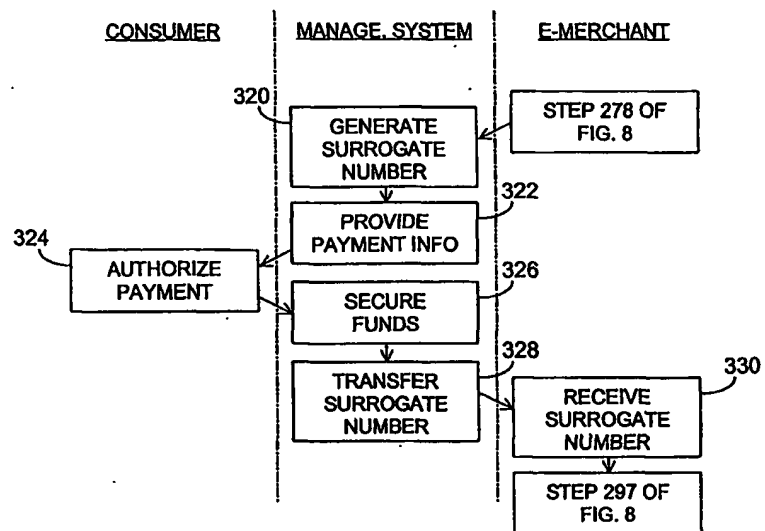 CONSUMER
MANAGE. SYSTEM
E-MERCHANT
320
GENERATE
SURROGATE
NUMBER
STEP 278 OF
FIG. 8
322
PROVIDE
PAYMENT INFO
324
AUTHORIZE
PAYMENT
326
SECURE
FUNDS
328
TRANSFER
SURROGATE
NUMBER
330
RECEIVE
SURROGATE
NUMBER
STEP 297 OF
FIG. 8